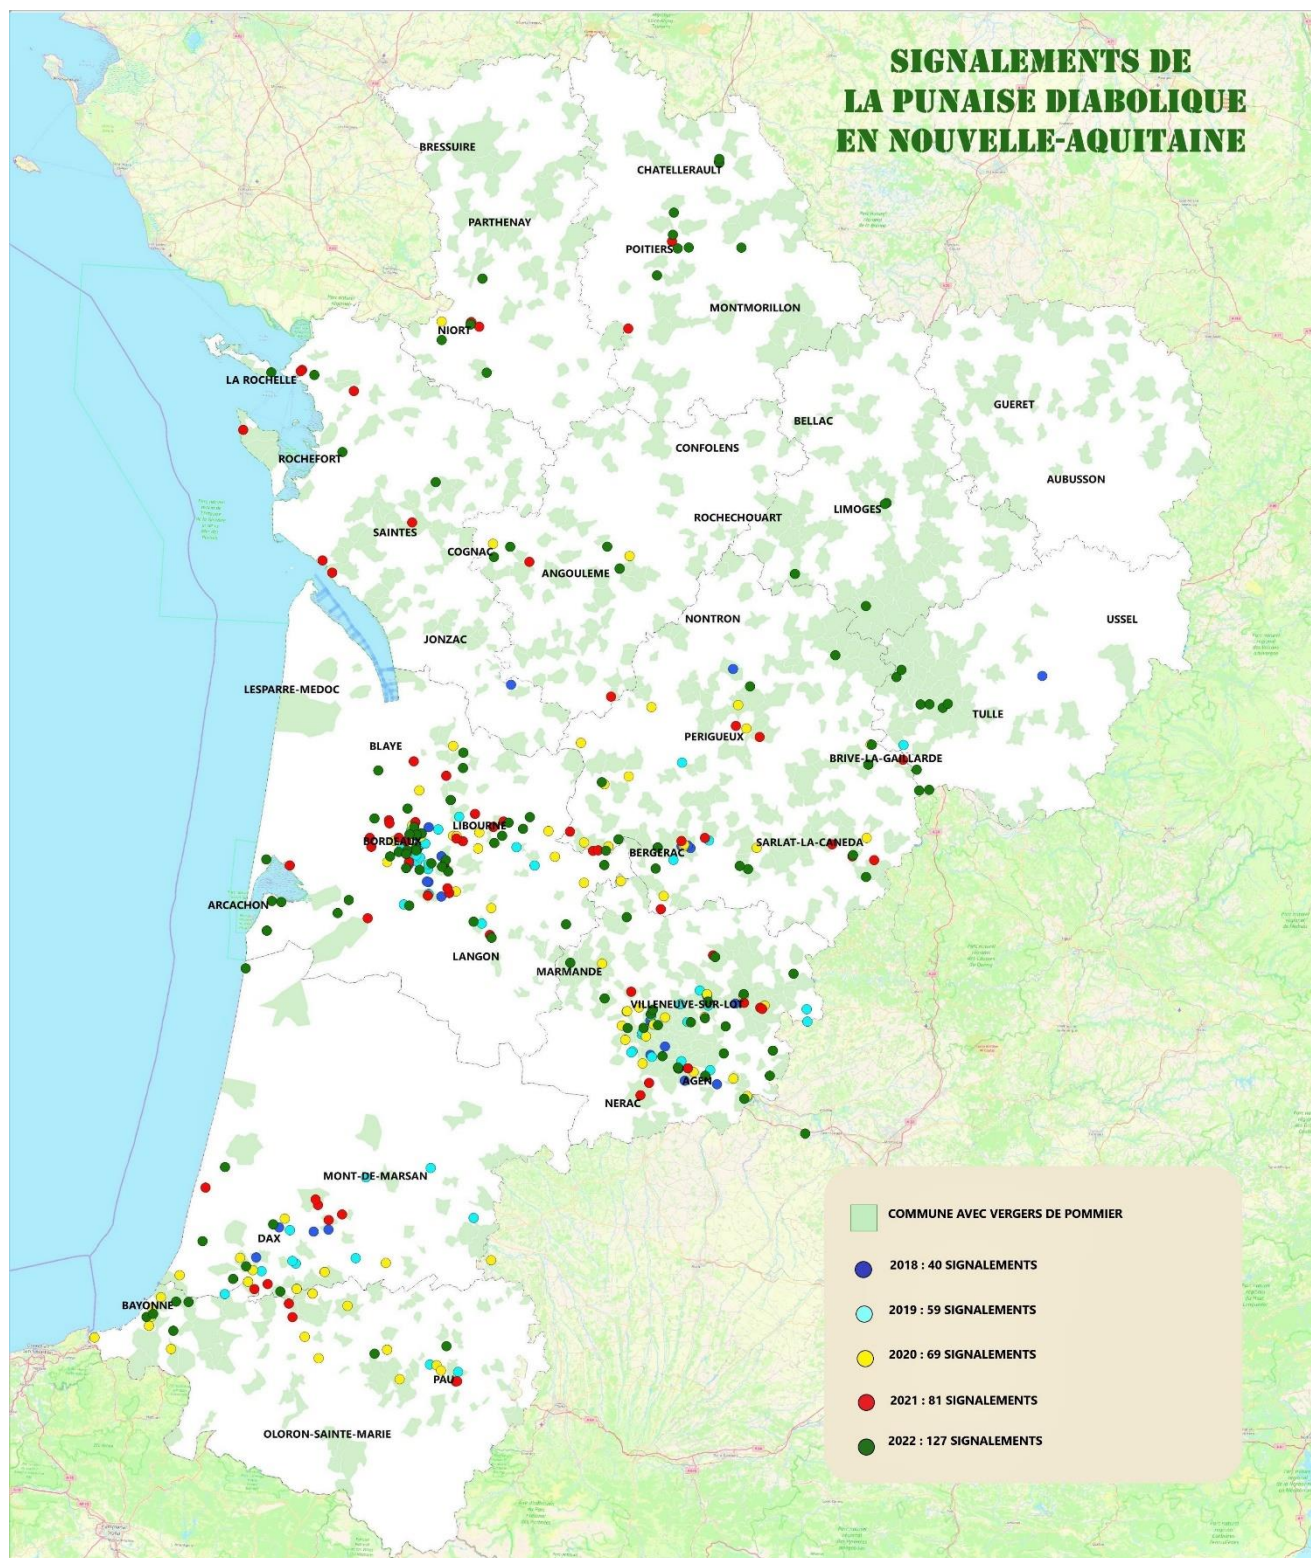 SIGNALEMENTS DE
LA PUNAISE DIABOLIQUE
EN NOUVELLE-AQUITAINE
BRESSUIRE
CHATELLERAULT
PARTHENAY
POITIERS
MONTMORILLON
NIORT
LA ROCHELLE
GUERET
BELLAC
CONFOLENS
ROCHEFORT
AUBUSSON
LIMOGES
ROCHECHOUART
SAINTES
COGNAC
ANGOULEME
NONTRON
USSEL
JONZAC
LESPARRE-MEDOC
TULLE
PERIGUEUX
BLAYE
BRIVE-LA-GAILLARDE
LIBOURNE
BORDEAUX
SARLAT-LA-CANEDA
BERGERAC
ARCACHON
LANGON
MARMANDE
VILLENEUVE-SUR-LOT
AGEN
NERAC
MONT-DE-MARSAN
DAX
BAYONNE
PAU
OLORON-SAINTE-MARIE
COMMUNE AVEC VERGERS DE POMMIER
2018 : 40 SIGNALEMENTS
2019 : 59 SIGNALEMENTS
2020 : 69 SIGNALEMENTS
2021 : 81 SIGNALEMENTS
2022 : 127 SIGNALEMENTS